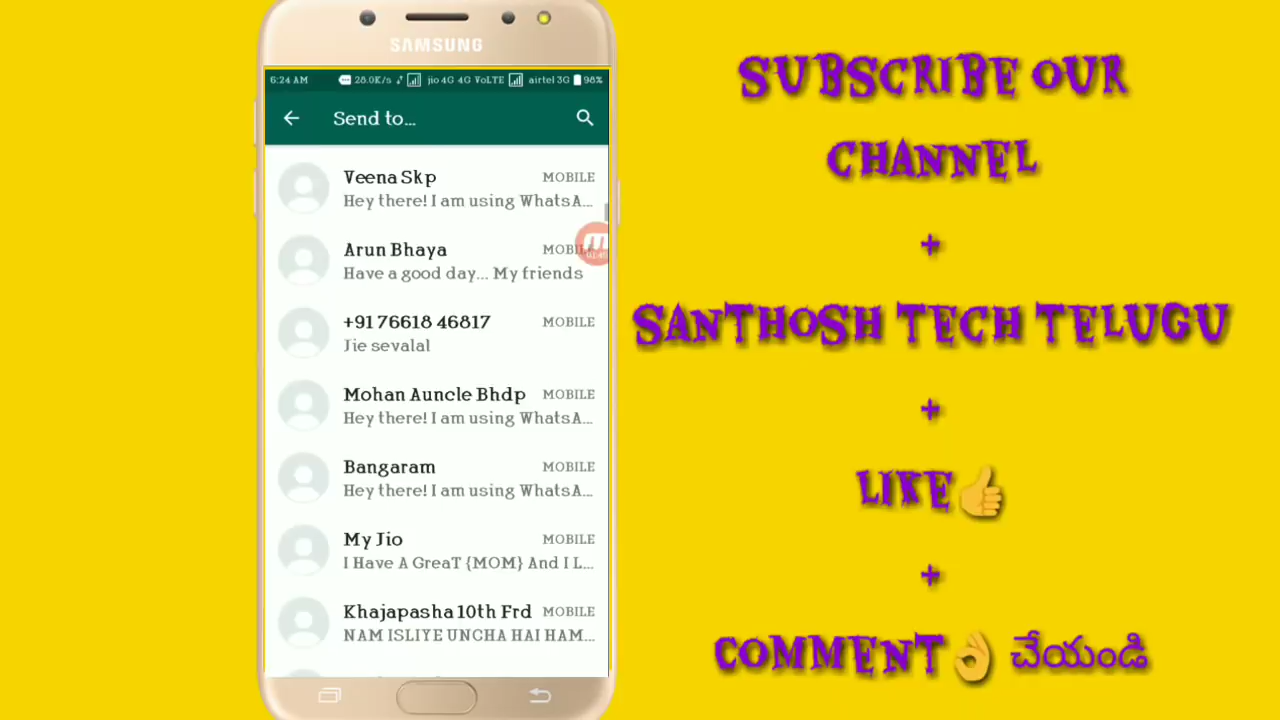 SAMSUNG
6:24 AM 28.0K/s jio 4G 4G VoLTE airtel 3G 98%
Send to...
Veena Skp MOBILE
Hey there! I am using WhatsA...
Arun Bhaya MOBILE
Have a good day... My friends
+91 76618 46817 MOBILE
Jie sevalal
Mohan Auncle Bhdp MOBILE
Hey there! I am using WhatsA...
Bangaram MOBILE
Hey there! I am using WhatsA...
My Jio MOBILE
I Have A GreaT {MOM} And I L...
Khajapasha 10th Frd MOBILE
NAM ISLIYE UNCHA HAI HAM...
SUBSCRIBE OUR
CHANNEL
+
SANTHOSH TECH TELUGU
+
LIKE👍
+
COMMENT👌 చేయండి